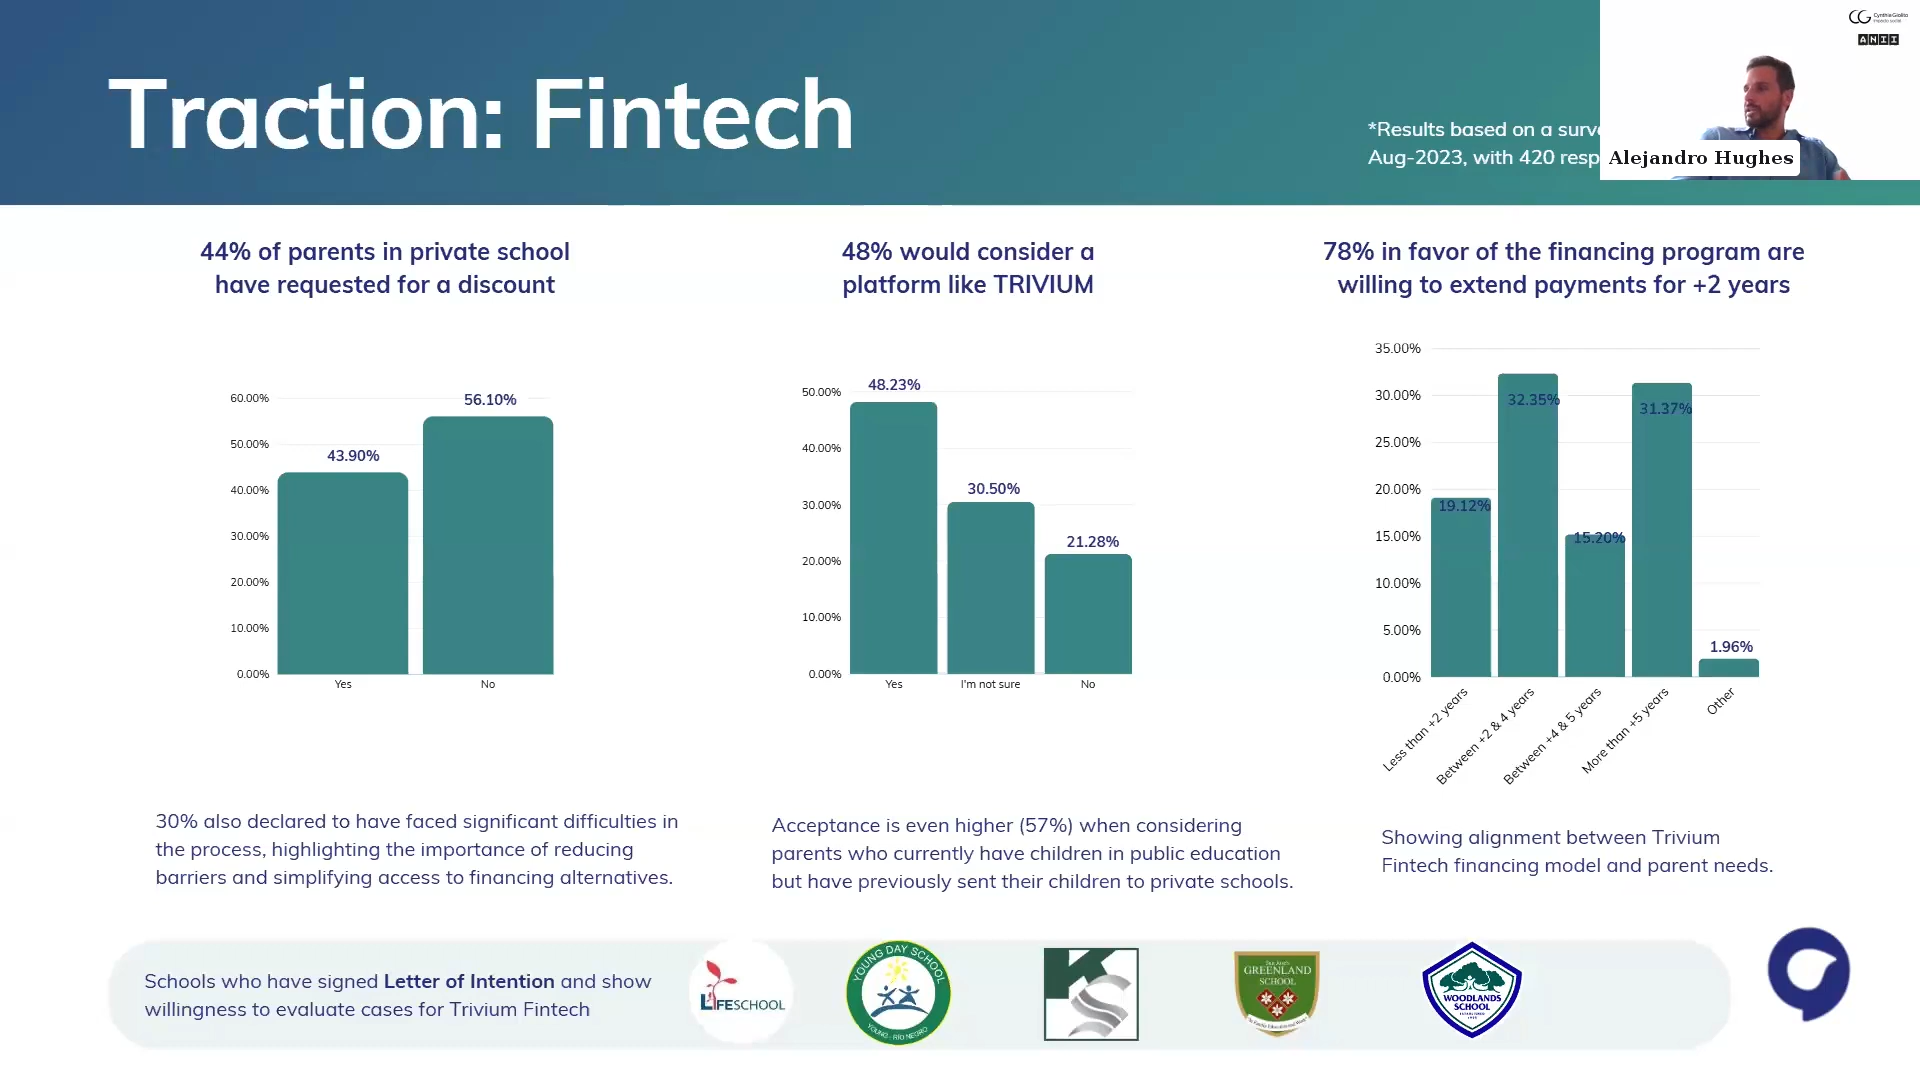 Traction: Fintech
*Results based on a
Aug-2023, with 420
CG Cynthia Giolito
ANII
Alejandro Hughes
44% of parents in private school
have requested for a discount
60.00%
50.00%
40.00%
30.00%
20.00%
10.00%
0.00%
43.90%
56.10%
Yes
No
30% also declared to have faced significant difficulties in
the process, highlighting the importance of reducing
barriers and simplifying access to financing alternatives.
48% would consider a
platform like TRIVIUM
50.00%
40.00%
30.00%
20.00%
10.00%
0.00%
48.23%
30.50%
21.28%
Yes
I'm not sure
No
Acceptance is even higher (57%) when considering
parents who currently have children in public education
but have previously sent their children to private schools.
78% in favor of the financing program are
willing to extend payments for +2 years
35.00%
30.00%
25.00%
20.00%
15.00%
10.00%
5.00%
0.00%
19.12%
32.35%
15.20%
31.37%
1.96%
Less than +2 years
Between +2 & 4 years
Between +4 & 5 years
More than +5 years
Other
Showing alignment between Trivium
Fintech financing model and parent needs.
Schools who have signed Letter of Intention and show
willingness to evaluate cases for Trivium Fintech
LIFESCHOOL
YOUNG DAY SCHOOL
YOUNG - RIO NEGRO
KS
GREENLAND
SCHOOL
WOODLANDS
SCHOOL